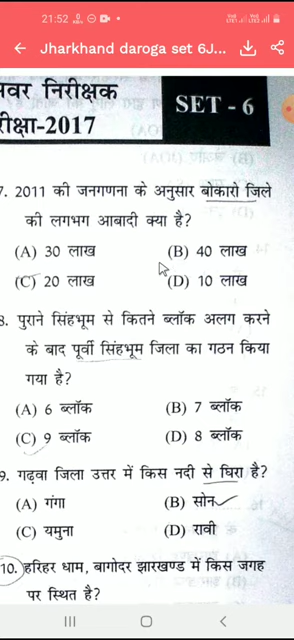 21:52
Jharkhand daroga set 6J...
वर निरीक्षक
SET - 6
रीक्षा-2017
7. 2011 की जनगणना के अनुसार बोकारो जिले
की लगभग आबादी क्या है?
(A) 30 लाख
(B) 40 लाख
(C) 20 लाख
(D) 10 लाख
8. पुराने सिंहभूम से कितने ब्लॉक अलग करने
के बाद पूर्वी सिंहभूम जिला का गठन किया
गया है?
(A) 6 ब्लॉक
(B) 7 ब्लॉक
(C) 9 ब्लॉक
(D) 8 ब्लॉक
9. गढ़वा जिला उत्तर में किस नदी से घिरा है?
(A) गंगा
(B) सोन
(C) यमुना
(D) रावी
10. हरिहर धाम, बागोदर झारखण्ड में किस जगह
पर स्थित है?